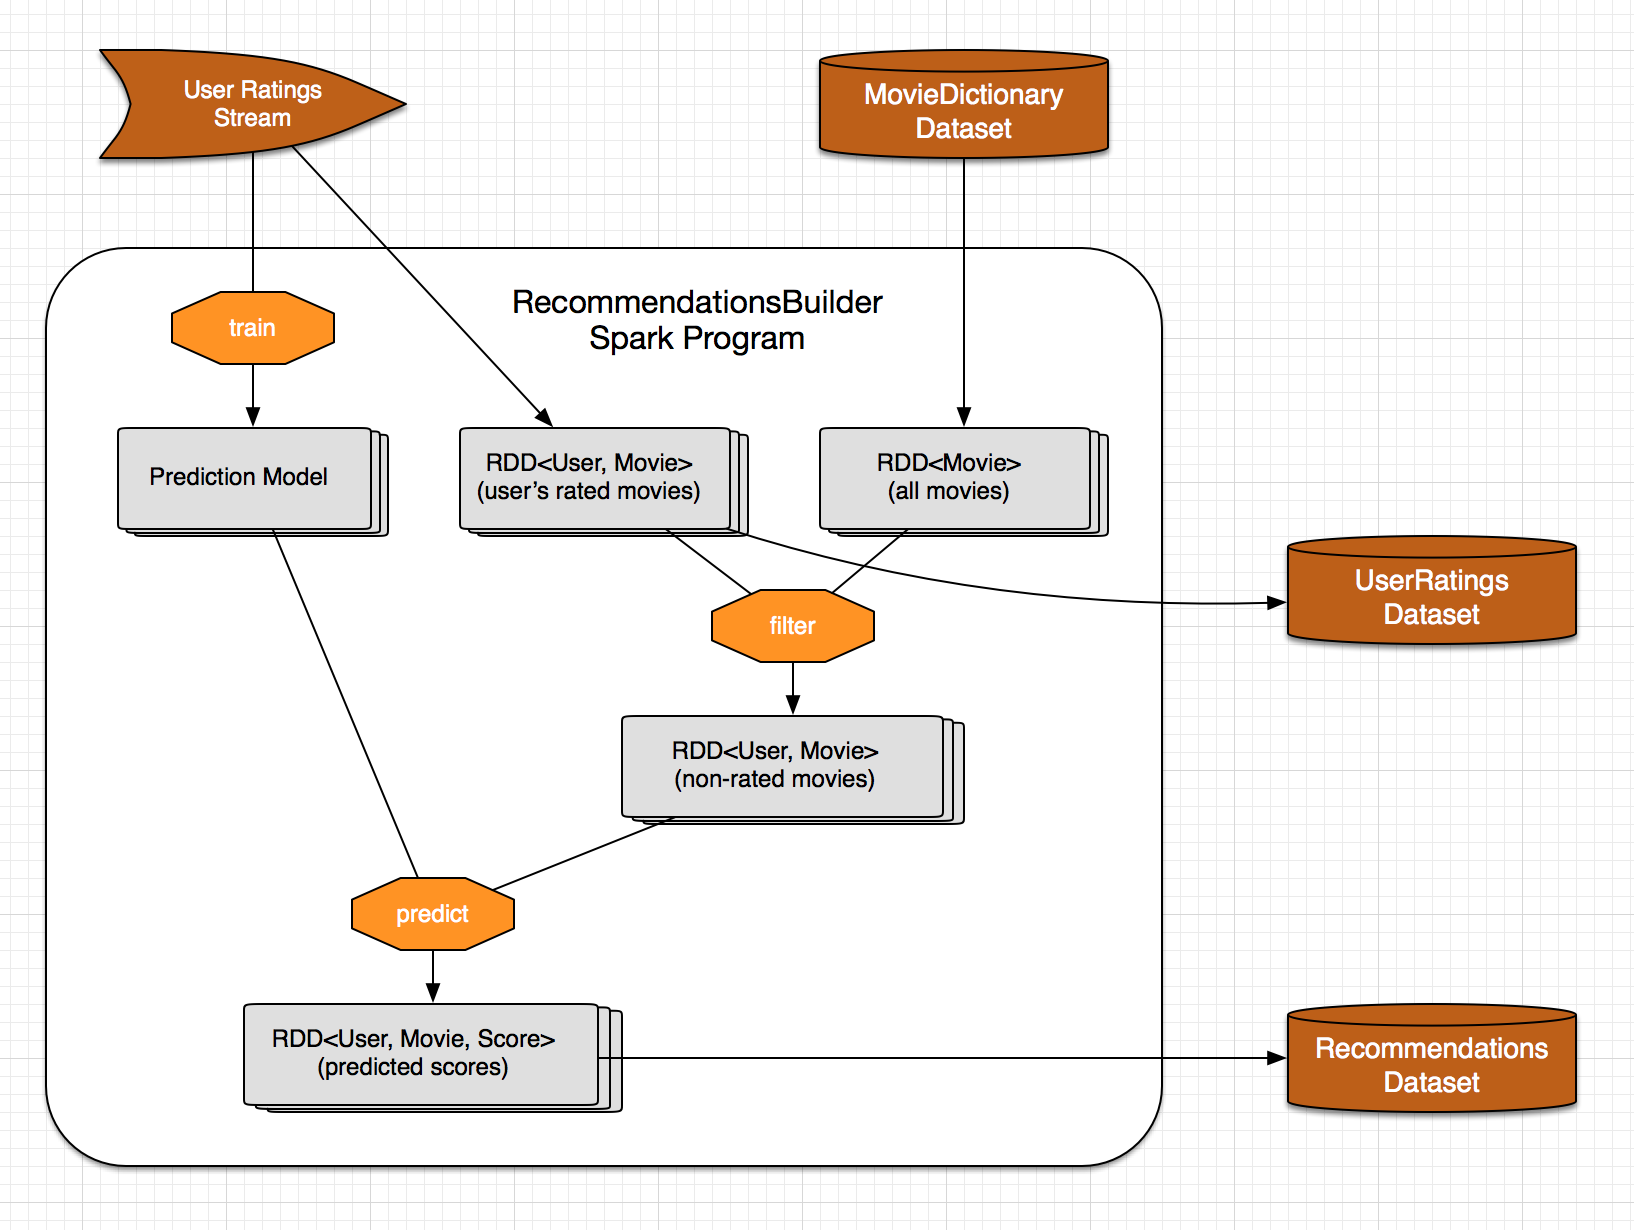 User Ratings
Stream
MovieDictionary
Dataset
RecommendationsBuilder
Spark Program
train
Prediction Model
RDD<User, Movie>
(user’s rated movies)
RDD<Movie>
(all movies)
UserRatings
Dataset
filter
RDD<User, Movie>
(non-rated movies)
predict
RDD<User, Movie, Score>
(predicted scores)
Recommendations
Dataset